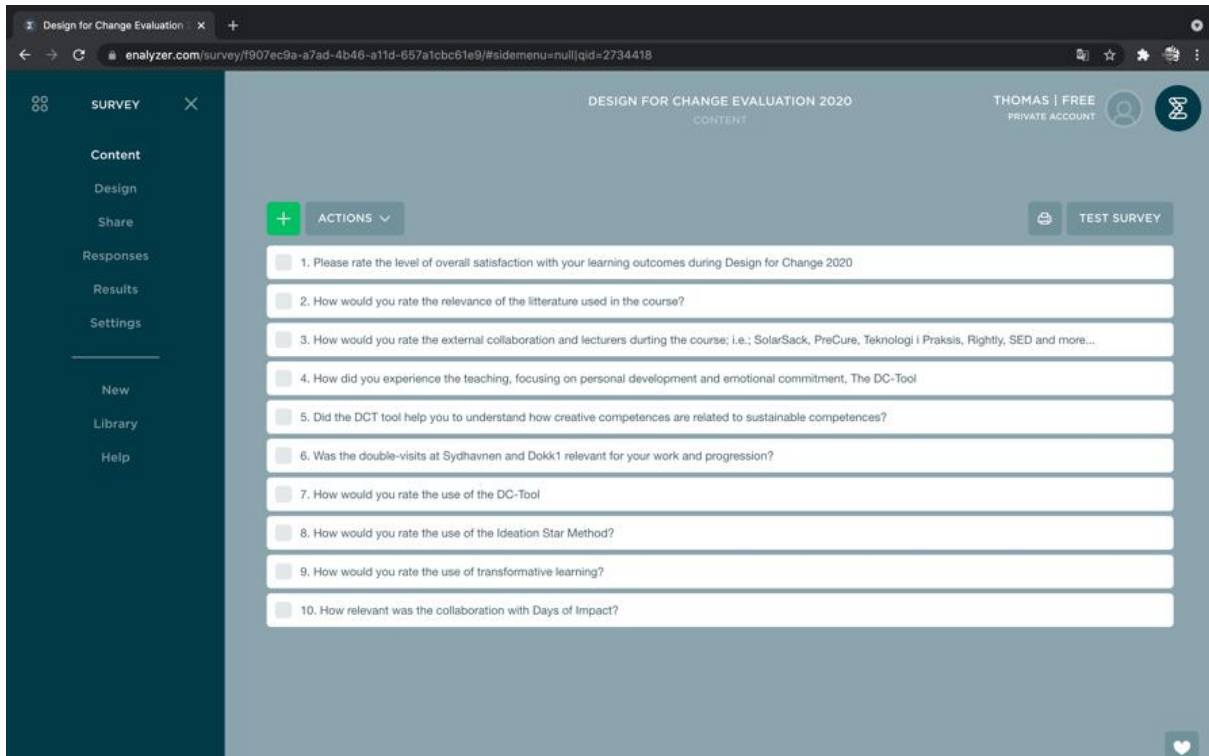 Design for Change Evaluation
enalyzer.com/survey/f907ec9a-a7ad-4b46-a11d-657a1cbc61e9/#sidemenu=null|qid=2734418
SURVEY
DESIGN FOR CHANGE EVALUATION 2020
CONTENT
THOMAS | FREE
PRIVATE ACCOUNT
Content
Design
Share
Responses
Results
Settings
New
Library
Help
ACTIONS
TEST SURVEY
1. Please rate the level of overall satisfaction with your learning outcomes during Design for Change 2020
2. How would you rate the relevance of the litterature used in the course?
3. How would you rate the external collaboration and lecturers durting the course; i.e.; SolarSack, PreCure, Teknologi i Praksis, Rightly, SED and more...
4. How did you experience the teaching, focusing on personal development and emotional commitment, The DC-Tool
5. Did the DCT tool help you to understand how creative competences are related to sustainable competences?
6. Was the double-visits at Sydhavnen and Dokk1 relevant for your work and progression?
7. How would you rate the use of the DC-Tool
8. How would you rate the use of the Ideation Star Method?
9. How would you rate the use of transformative learning?
10. How relevant was the collaboration with Days of Impact?